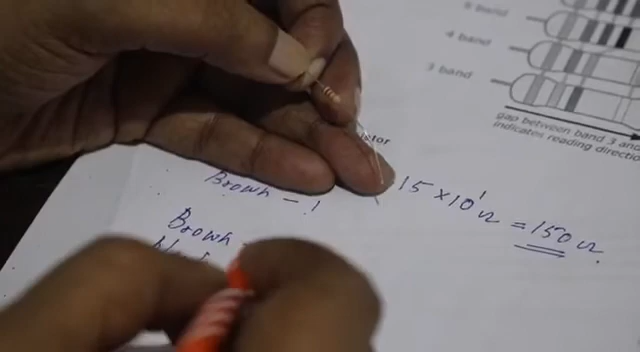 5 band
4 band
3 band
gap between band 3 and
indicates reading direction
Brown - 1
15 × 10¹ Ω = 150 Ω.
Brown -